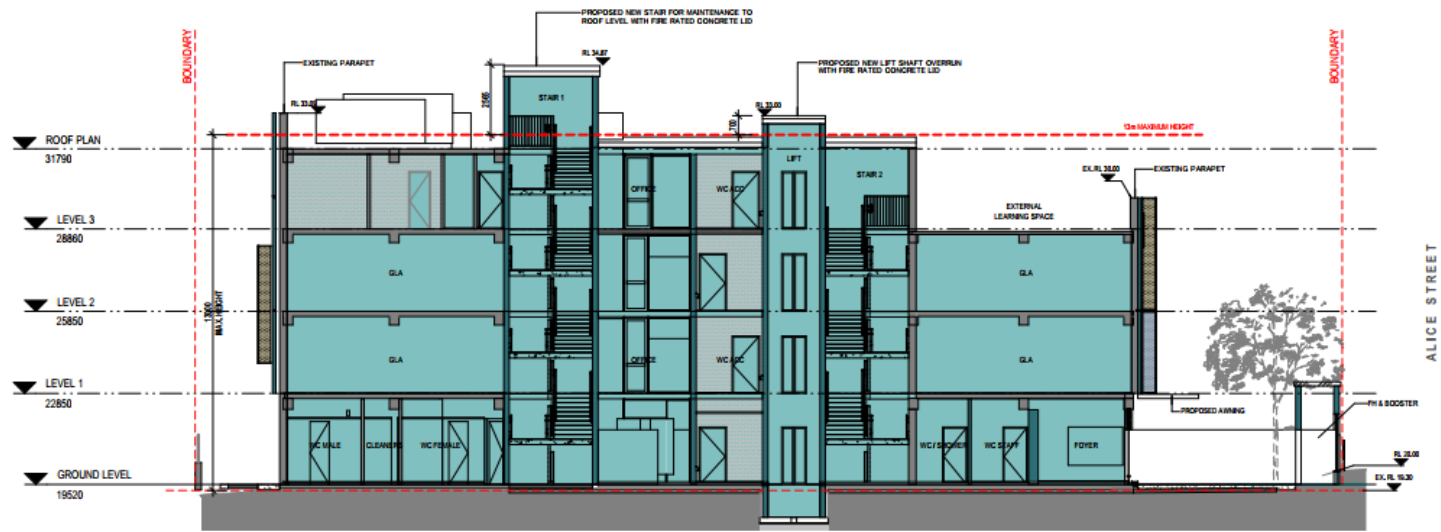 PROPOSED NEW STAIR FOR MAINTENANCE TO
ROOF LEVEL WITH FIRE RATED CONCRETE LID
BOUNDARY
EXISTING PARAPET
RL 34.87
PROPOSED NEW LIFT SHAFT OVERRUN
WITH FIRE RATED CONCRETE LID
BOUNDARY
2565
STAIR 1
RL 33.00
700
13m MAXIMUM HEIGHT
ROOF PLAN
31790
LIFT
OFFICE
WC ACC
STAIR 2
EX. RL 30.00
EXISTING PARAPET
EXTERNAL
LEARNING SPACE
LEVEL 3
28860
GLA
GLA
LEVEL 2
25850
13000
MAX. HEIGHT
GLA
OFFICE
WC ACC
GLA
ALICE STREET
LEVEL 1
22850
PROPOSED AWNING
FH & BOOSTER
WC MALE
CLEANERS
WC FEMALE
WC / SHOWER
WC STAFF
FOYER
RL 20.00
GROUND LEVEL
19520
EX. RL 19.30